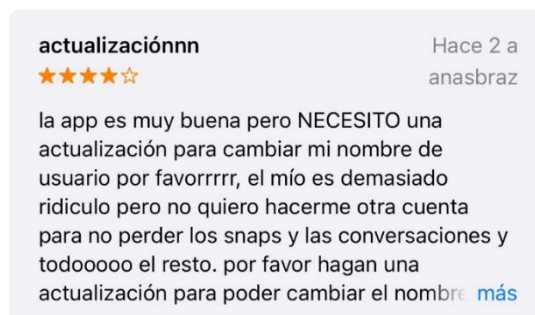 actualizaciónnn
Hace 2 a
anasbraz
la app es muy buena pero NECESITO una
actualización para cambiar mi nombre de
usuario por favorrrrr, el mío es demasiado
ridiculo pero no quiero hacerme otra cuenta
para no perder los snaps y las conversaciones y
todooooo el resto. por favor hagan una
actualización para poder cambiar el nombre más